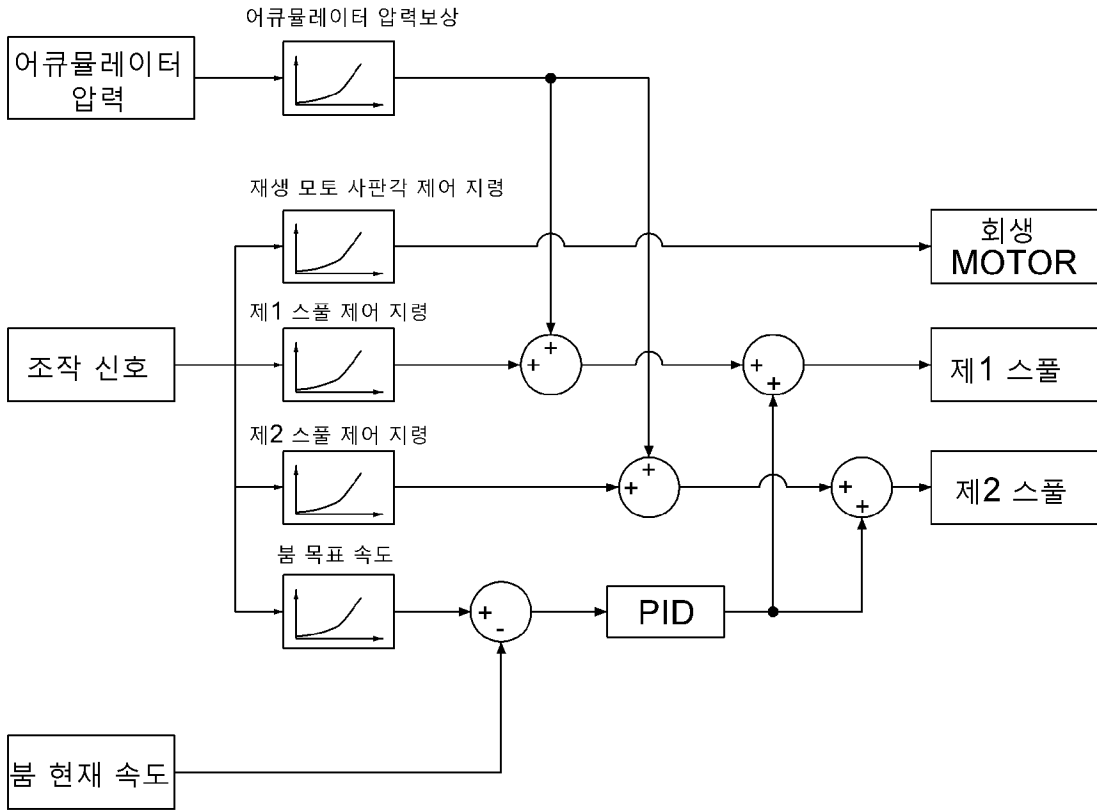 어큐뮬레이터 압력보상
어큐뮬레이터
압력
재생 모토 사판각 제어 지령
회생
MOTOR
제1 스풀 제어 지령
조작 신호
+
+
+
+
제1 스풀
제2 스풀 제어 지령
+
+
+
+
제2 스풀
붐 목표 속도
+
-
PID
붐 현재 속도